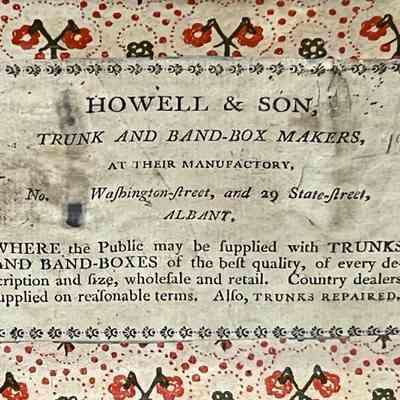 HOWELL & SON,
TRUNK AND BAND-BOX MAKERS,
AT THEIR MANUFACTORY,
No. Waſhington-ſtreet, and 29 State-ſtreet,
ALBANY,
WHERE the Public may be supplied with TRUNKS
AND BAND-BOXES of the best quality, of every de-
cription and ſize, wholeſale and retail. Country dealers
upplied on reaſonable terms. Alſo, TRUNKS REPAIRED.